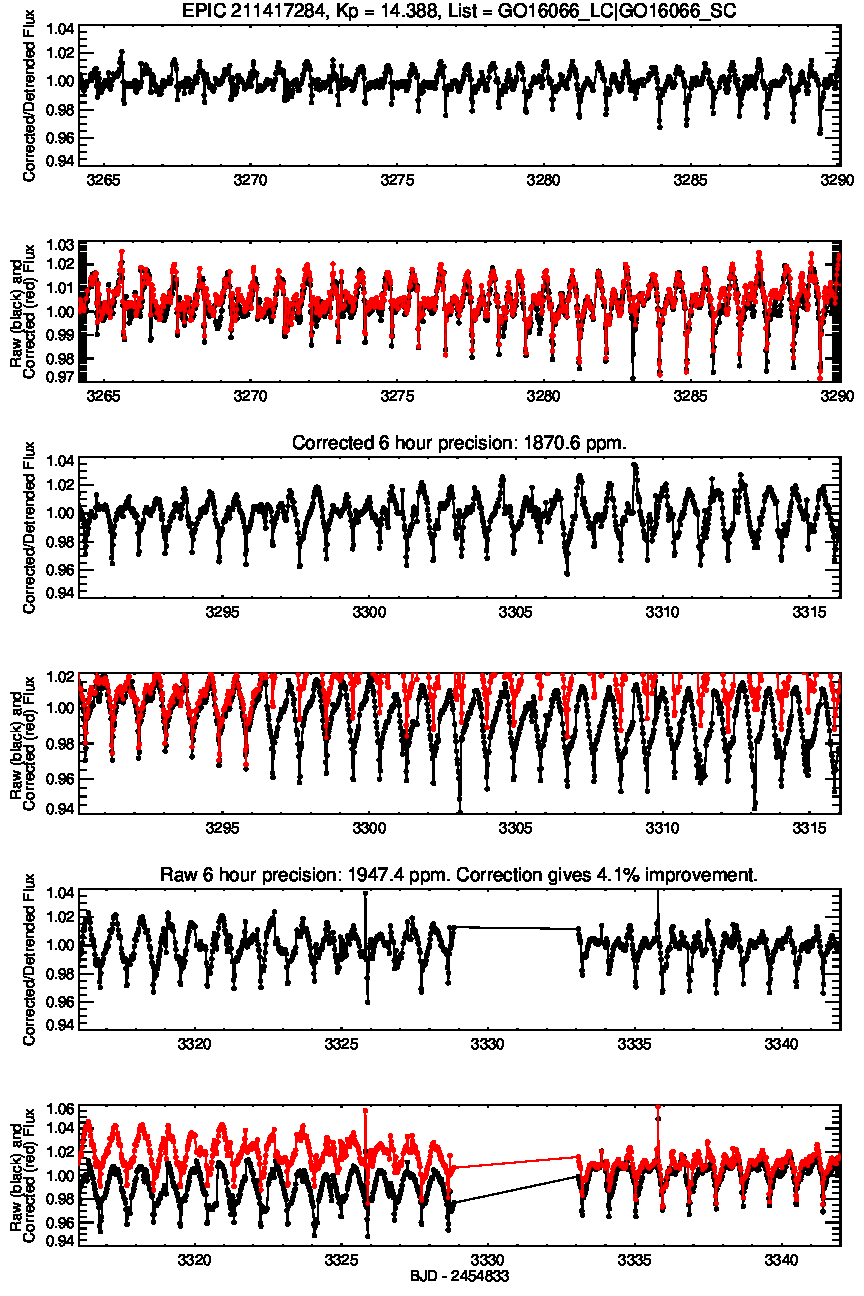 EPIC 211417284, Kp = 14.388, List = GO16066_LC|GO16066_SC
Corrected/Detrended Flux
1.04
1.02
1.00
0.98
0.96
0.94
3265 3270 3275 3280 3285 3290
Raw (black) and
Corrected (red) Flux
1.03
1.02
1.01
1.00
0.99
0.98
0.97
3265 3270 3275 3280 3285 3290
Corrected 6 hour precision: 1870.6 ppm.
Corrected/Detrended Flux
1.04
1.02
1.00
0.98
0.96
0.94
3295 3300 3305 3310 3315
Raw (black) and
Corrected (red) Flux
1.02
1.00
0.98
0.96
0.94
3295 3300 3305 3310 3315
Raw 6 hour precision: 1947.4 ppm. Correction gives 4.1% improvement.
Corrected/Detrended Flux
1.04
1.02
1.00
0.98
0.96
0.94
3320 3325 3330 3335 3340
Raw (black) and
Corrected (red) Flux
1.06
1.04
1.02
1.00
0.98
0.96
0.94
3320 3325 3330 3335 3340
BJD - 2454833